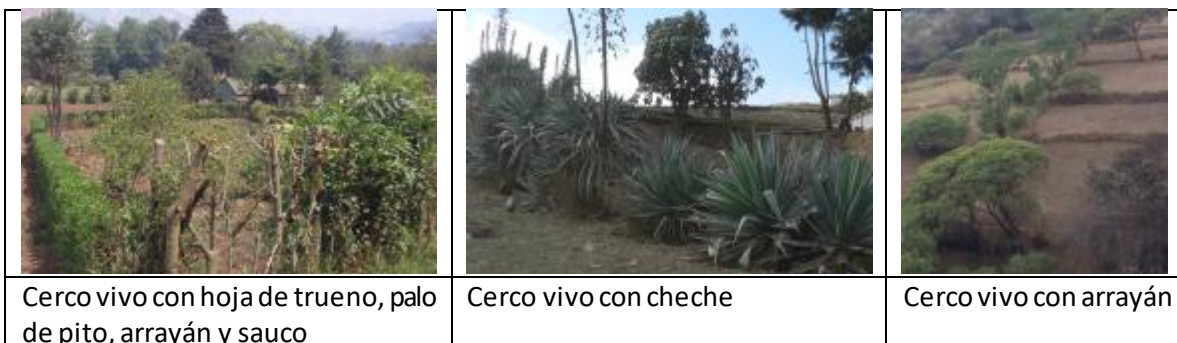 Cerco vivo con hoja de trueno, palo
de pito, arrayán y sauco
Cerco vivo con cheche
Cerco vivo con arrayán